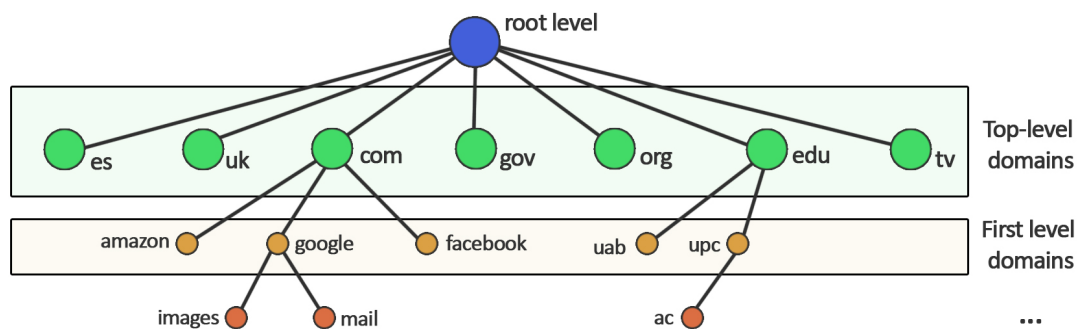 root level
es
uk
com
gov
org
edu
tv
Top-level
domains
amazon
google
facebook
uab
upc
First level
domains
images
mail
ac
...